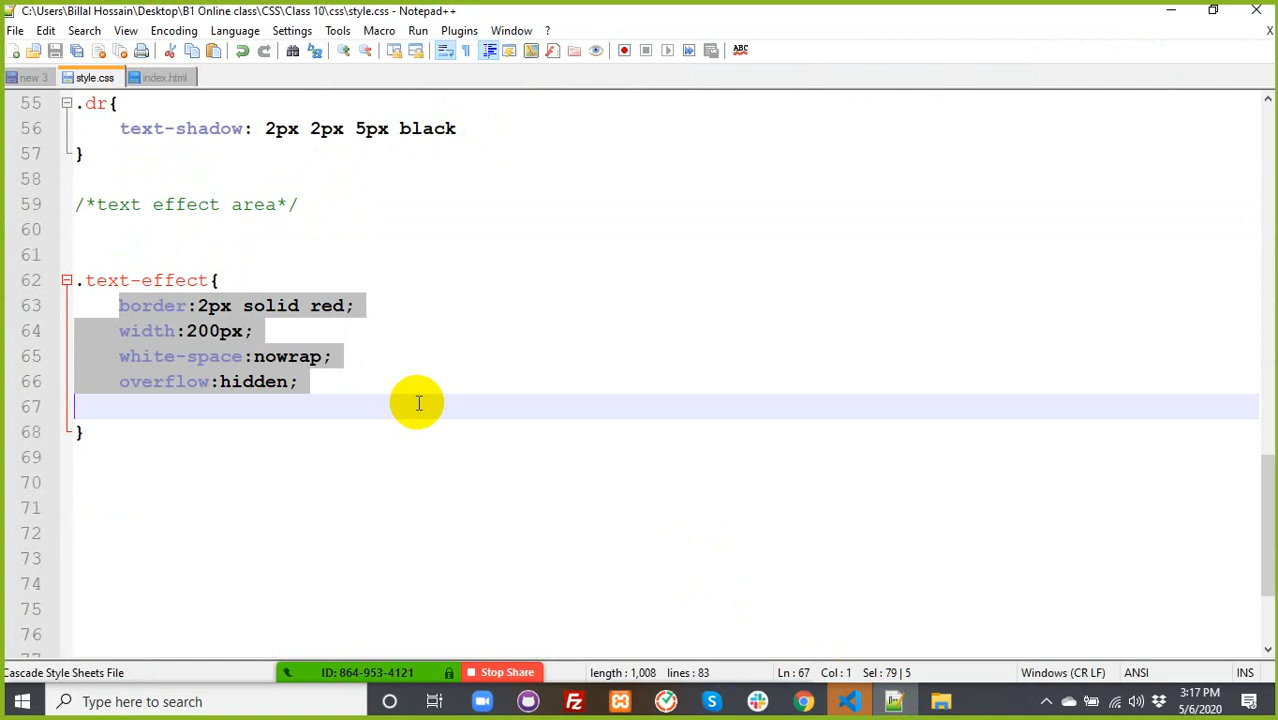 C:\Users\Billal Hossain\Desktop\B1 Online class\CSS\Class 10\css\style.css - Notepad++
File Edit Search View Encoding Language Settings Tools Macro Run Plugins Window ? X
ABC
new 3 style.css index.html
55 .dr{
56 text-shadow: 2px 2px 5px black
57 }
58
59 /*text effect area*/
60
61
62 .text-effect{
63 border:2px solid red;
64 width:200px;
65 white-space:nowrap;
66 overflow:hidden;
67
68 }
69
70
71
72
73
74
75
76
Cascade Style Sheets File ID: 864-953-4121 Stop Share length : 1,008 lines : 83 Ln : 67 Col : 1 Sel : 79 | 5 Windows (CR LF) ANSI INS
Type here to search 3:17 PM
5/6/2020